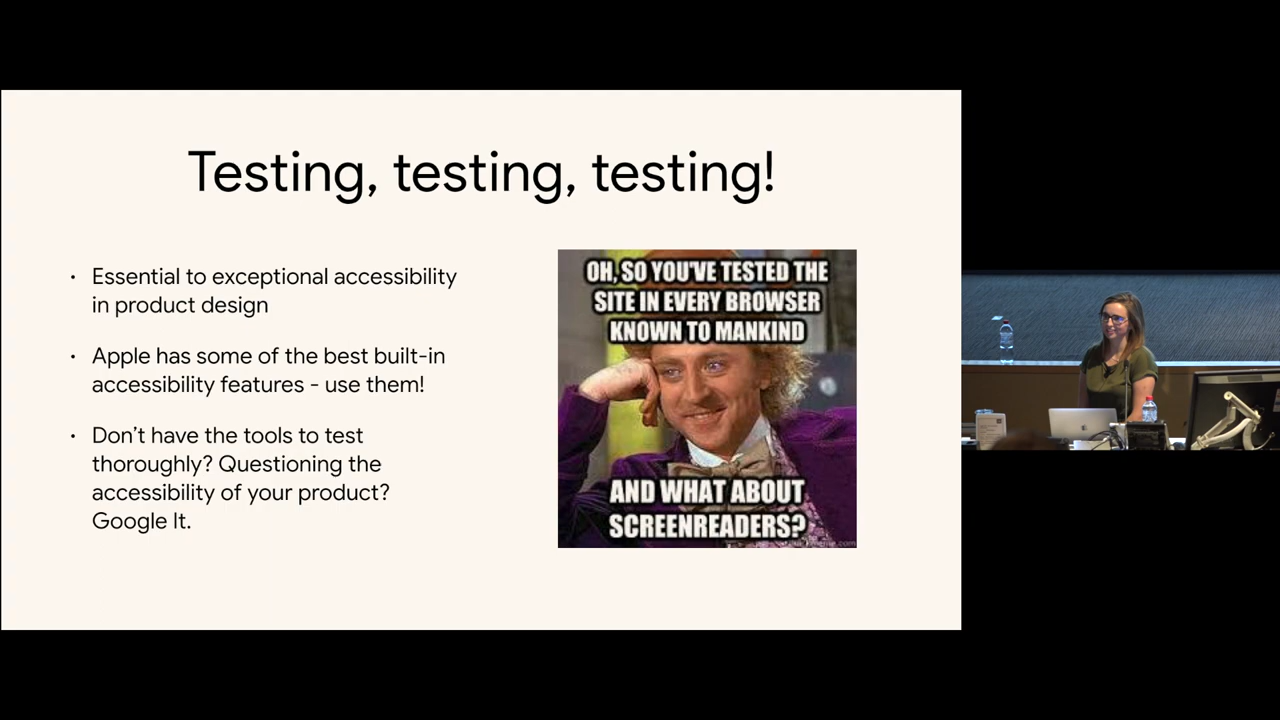 Testing, testing, testing!
• Essential to exceptional accessibility
in product design
• Apple has some of the best built-in
accessibility features - use them!
• Don’t have the tools to test
thoroughly? Questioning the
accessibility of your product?
Google It.
OH, SO YOU'VE TESTED THE
SITE IN EVERY BROWSER
KNOWN TO MANKIND
AND WHAT ABOUT
SCREENREADERS?